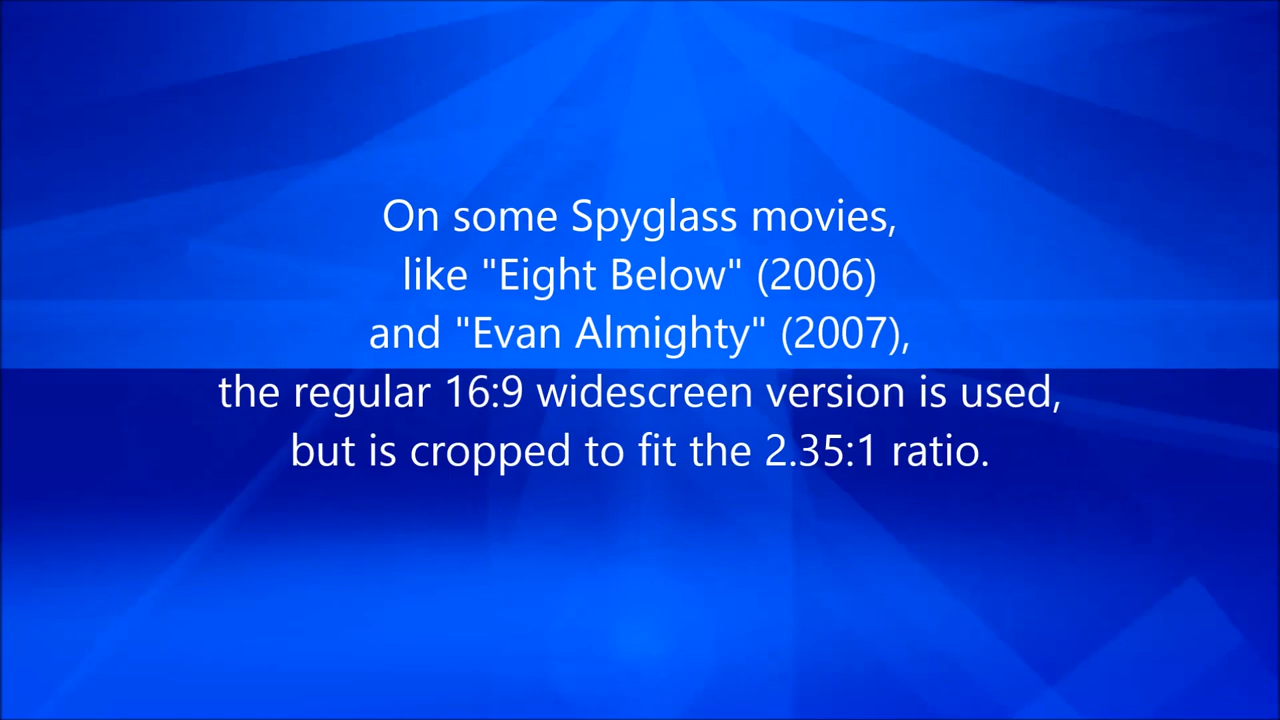 On some Spyglass movies,
like "Eight Below" (2006)
and "Evan Almighty" (2007),
the regular 16:9 widescreen version is used,
but is cropped to fit the 2.35:1 ratio.